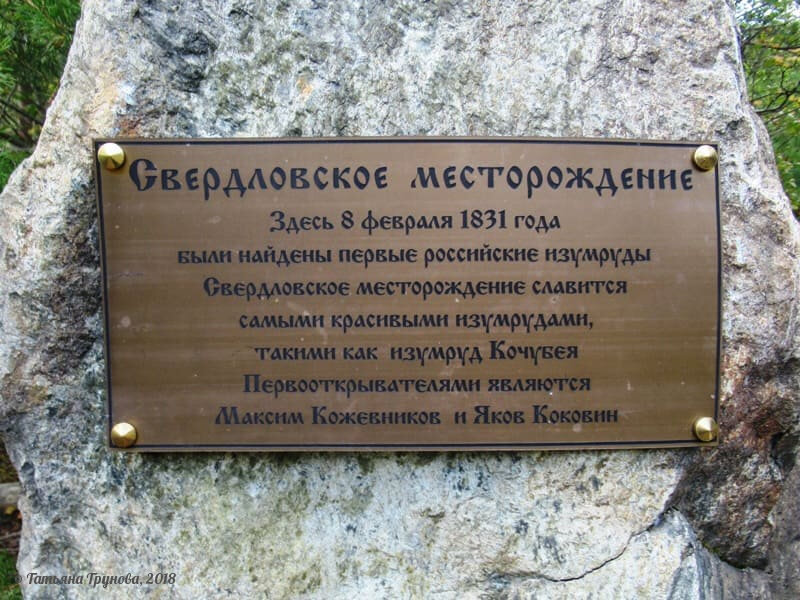 Свердловское месторождение
Здесь 8 февраля 1831 года
были найдены первые российские изумруды
Свердловское месторождение славится
самыми красивыми изумрудами,
такими как изумруд Кочубея
Первооткрывателями являются
Максим Кожевников и Яков Коковин
© Татьяна Трунова, 2018